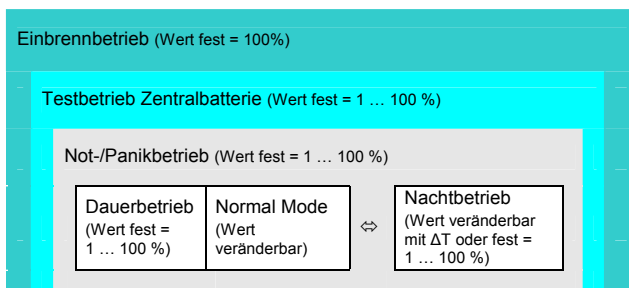 Einbrennbetrieb (Wert fest = 100%)
Testbetrieb Zentralbatterie (Wert fest = 1 … 100 %)
Not-/Panikbetrieb (Wert fest = 1 … 100 %)
Dauerbetrieb
(Wert fest =
1 … 100 %)
Normal Mode
(Wert
veränderbar)
⇔
Nachtbetrieb
(Wert veränderbar
mit ΔT oder fest =
1 … 100 %)